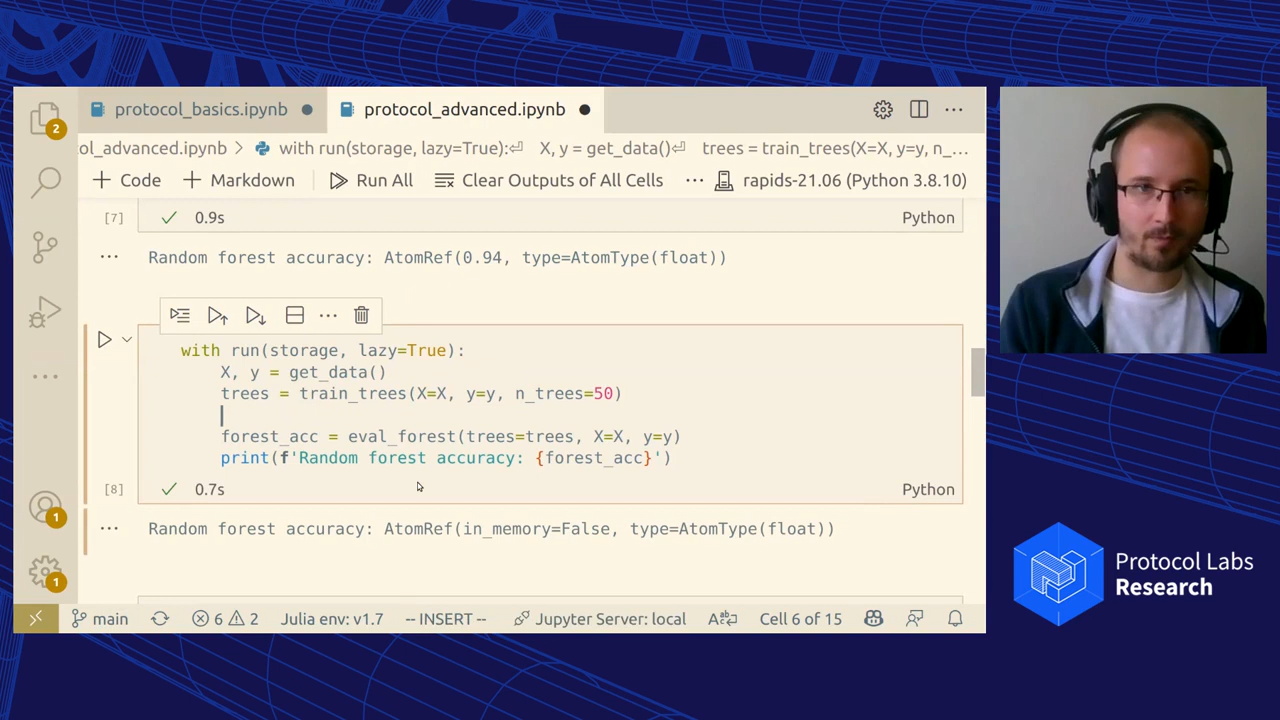 protocol_basics.ipynb
protocol_advanced.ipynb
2
ol_advanced.ipynb > with run(storage, lazy=True):⏎ X, y = get_data()⏎ trees = train_trees(X=X, y=y, n_…
+ Code + Markdown Run All Clear Outputs of All Cells … rapids-21.06 (Python 3.8.10)
[7] 0.9s Python
Random forest accuracy: AtomRef(0.94, type=AtomType(float))
with run(storage, lazy=True):
X, y = get_data()
trees = train_trees(X=X, y=y, n_trees=50)
forest_acc = eval_forest(trees=trees, X=X, y=y)
print(f'Random forest accuracy: {forest_acc}')
[8] 0.7s Python
Random forest accuracy: AtomRef(in_memory=False, type=AtomType(float))
1
1
main 6 2 Julia env: v1.7 -- INSERT -- Jupyter Server: local Cell 6 of 15
Protocol Labs
Research